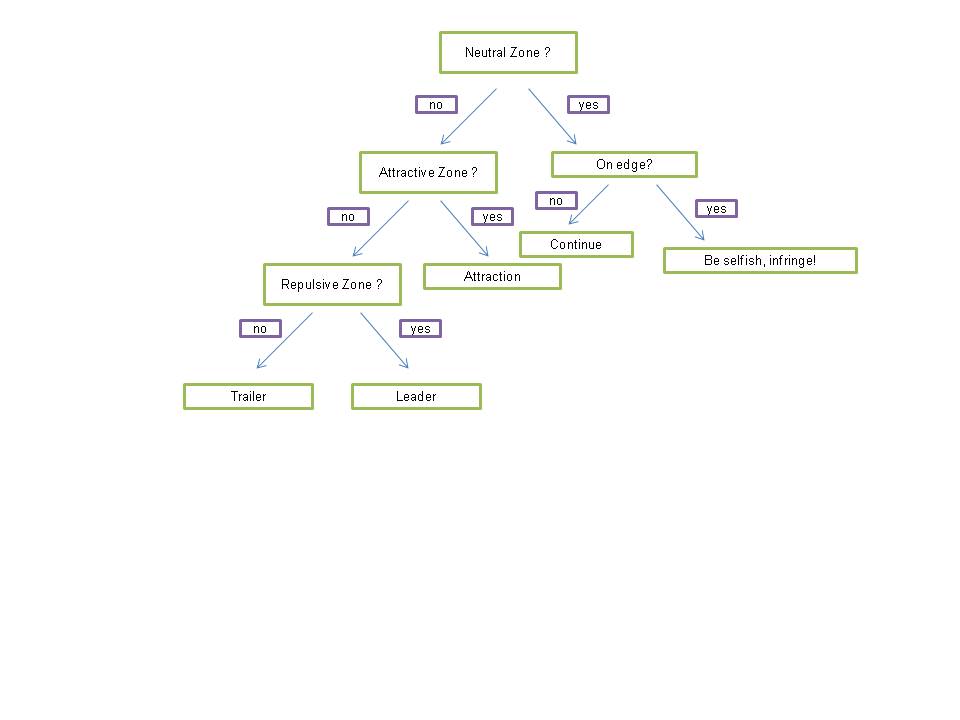 Neutral Zone ?
no
yes
Attractive Zone ?
On edge?
no
yes
no
yes
Continue
Be selfish, infringe!
Repulsive Zone ?
Attraction
no
yes
Trailer
Leader